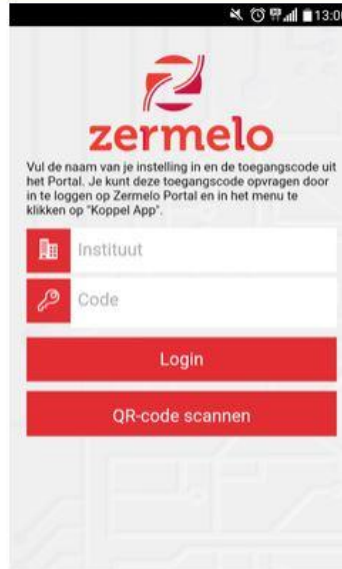 13:0
zermelo
Vul de naam van je instelling in en de toegangscode uit
het Portal. Je kunt deze toegangscode opvragen door
in te loggen op Zermelo Portal en in het menu te
klikken op "Koppel App".
Instituut
Code
Login
QR-code scannen